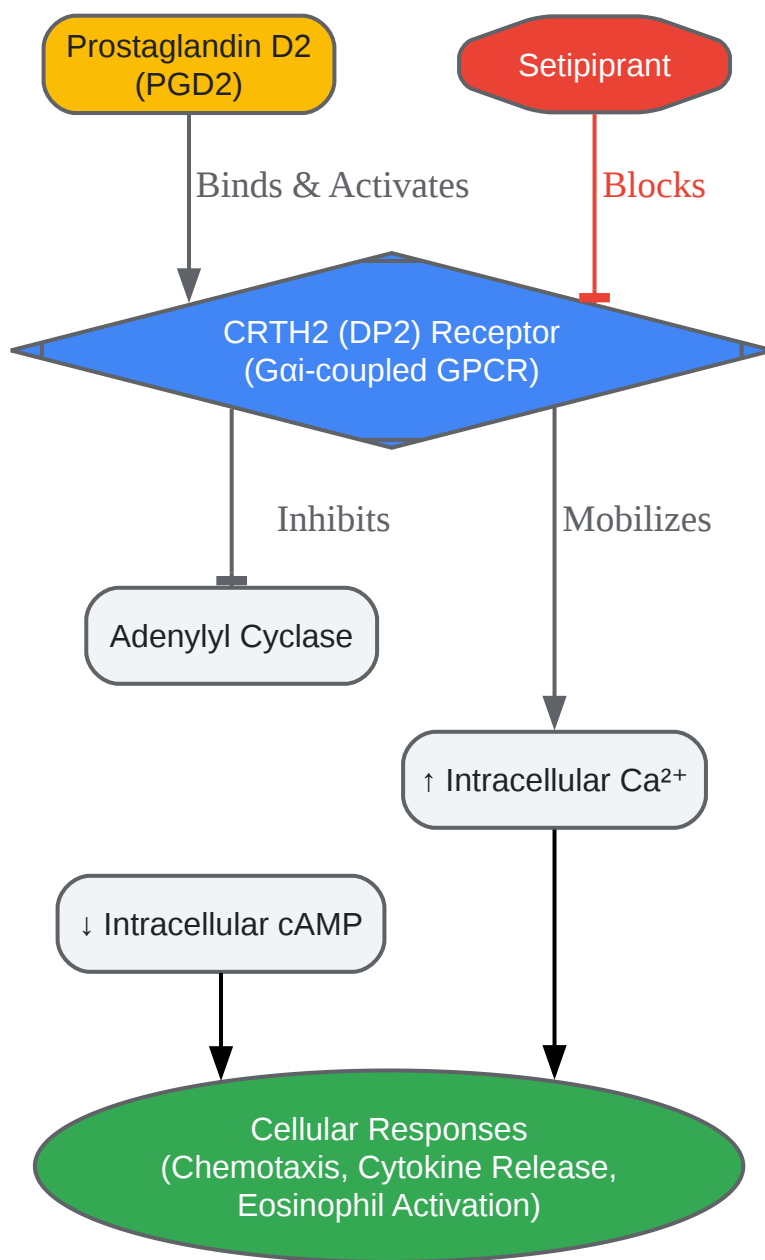 Prostaglandin D2
(PGD2)
Setipiprant
Binds & Activates
Blocks
CRTH2 (DP2) Receptor
(Gαi-coupled GPCR)
Inhibits
Mobilizes
Adenylyl Cyclase
↑ Intracellular Ca²⁺
↓ Intracellular cAMP
Cellular Responses
(Chemotaxis, Cytokine Release,
Eosinophil Activation)